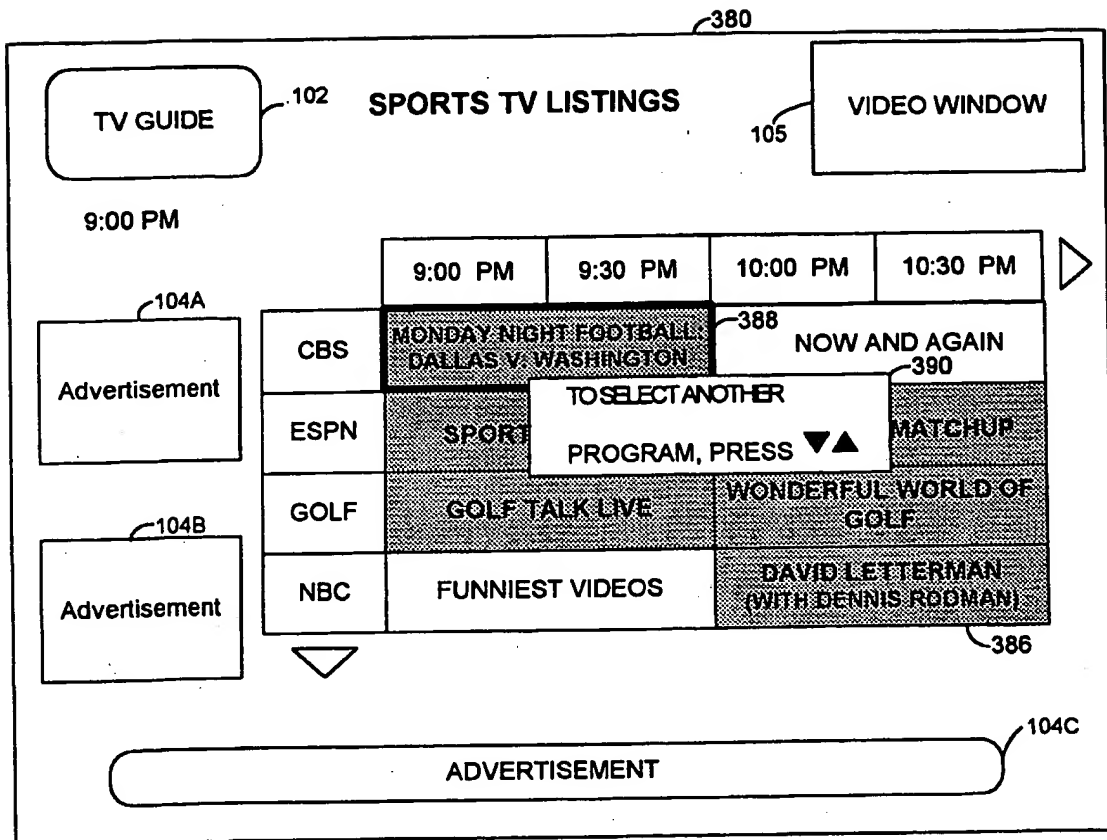 380
TV GUIDE
102
SPORTS TV LISTINGS
105
VIDEO WINDOW
9:00 PM
9:00 PM
9:30 PM
10:00 PM
10:30 PM
104A
Advertisement
CBS
MONDAY NIGHT FOOTBALL:
DALLAS V. WASHINGTON
388
NOW AND AGAIN
390
TO SELECT ANOTHER
PROGRAM, PRESS ▼▲
ESPN
SPORT
MATCHUP
GOLF
GOLF TALK LIVE
WONDERFUL WORLD OF
GOLF
104B
Advertisement
NBC
FUNNIEST VIDEOS
DAVID LETTERMAN
(WITH DENNIS RODMAN)
386
104C
ADVERTISEMENT